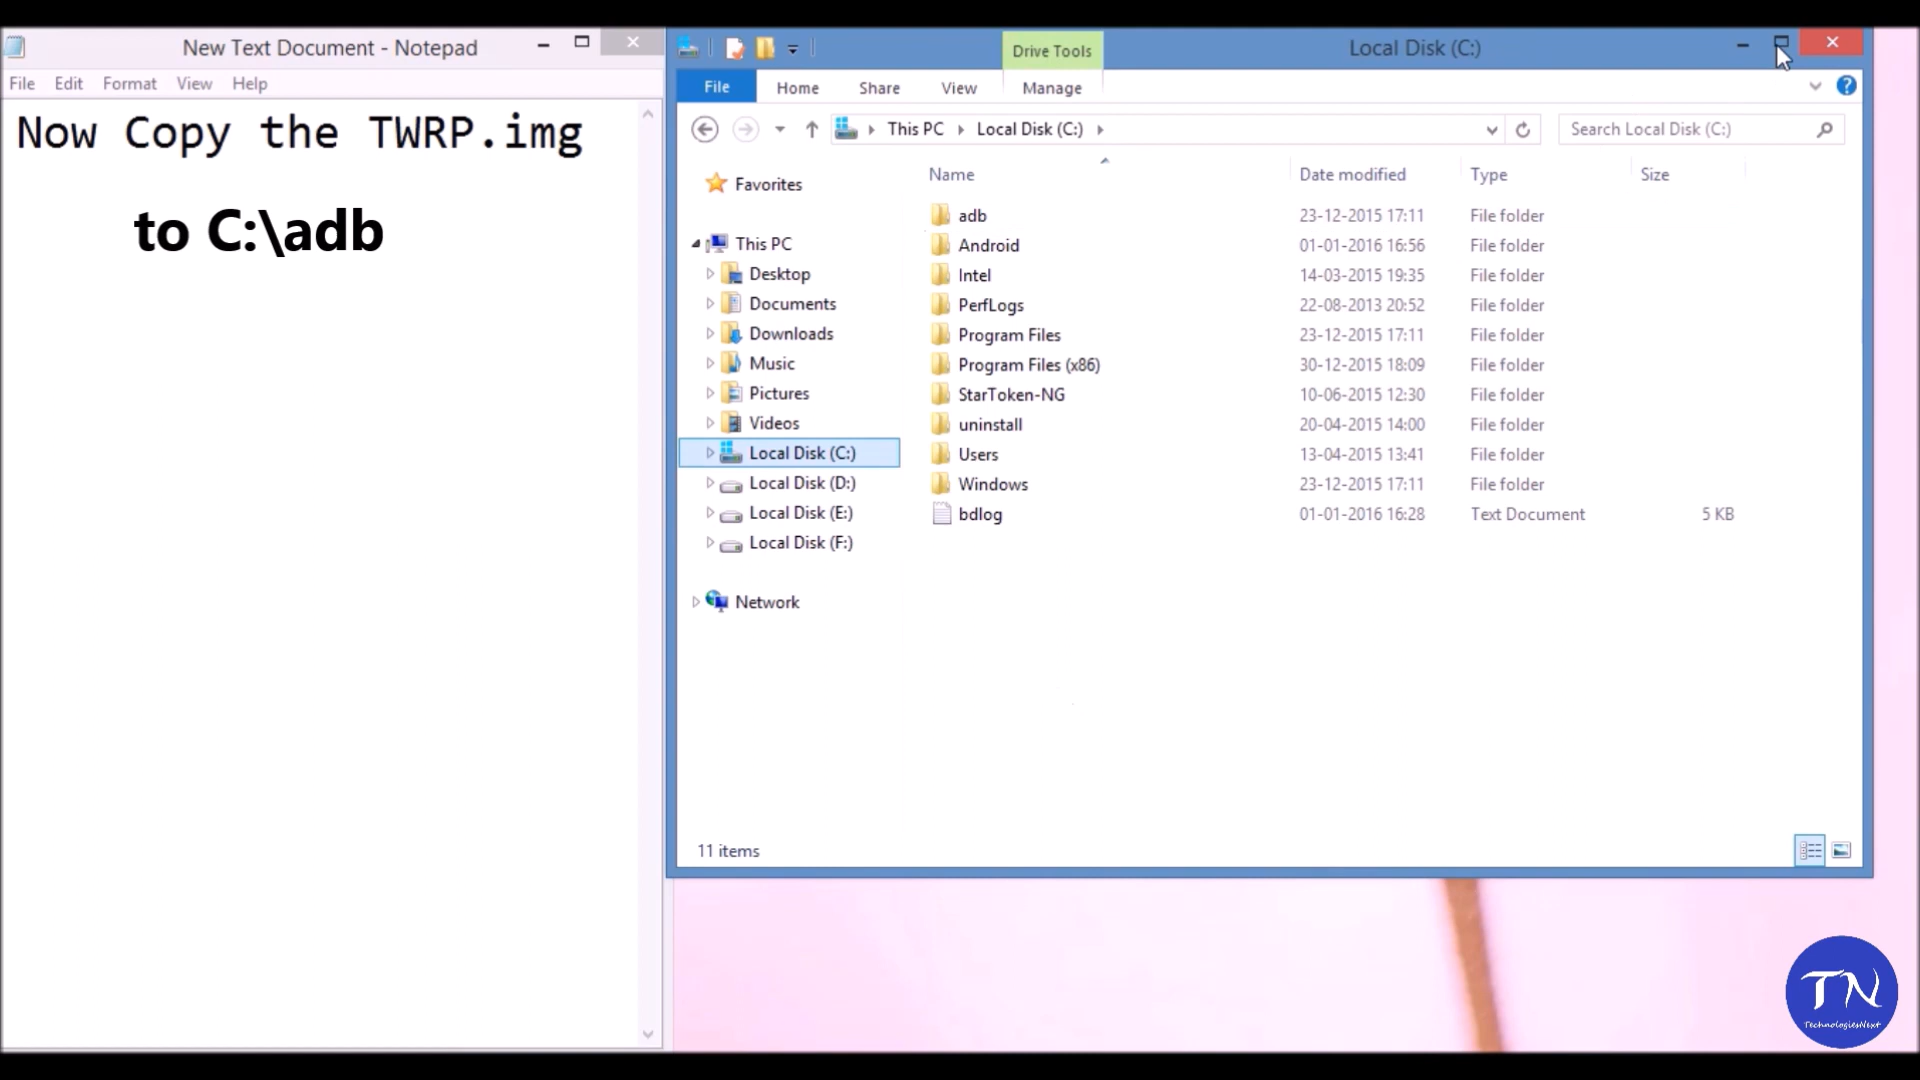 New Text Document - Notepad
File Edit Format View Help
Now Copy the TWRP.img
to C:\adb
Drive Tools
Local Disk (C:)
File Home Share View Manage
This PC Local Disk (C:)
Search Local Disk (C:)
Name Date modified Type Size
Favorites
This PC
Desktop
Documents
Downloads
Music
Pictures
Videos
Local Disk (C:)
Local Disk (D:)
Local Disk (E:)
Local Disk (F:)
Network
adb 23-12-2015 17:11 File folder
Android 01-01-2016 16:56 File folder
Intel 14-03-2015 19:35 File folder
PerfLogs 22-08-2013 20:52 File folder
Program Files 23-12-2015 17:11 File folder
Program Files (x86) 30-12-2015 18:09 File folder
StarToken-NG 10-06-2015 12:30 File folder
uninstall 20-04-2015 14:00 File folder
Users 13-04-2015 13:41 File folder
Windows 23-12-2015 17:11 File folder
bdlog 01-01-2016 16:28 Text Document 5 KB
11 items
TN
TechnologiesNext